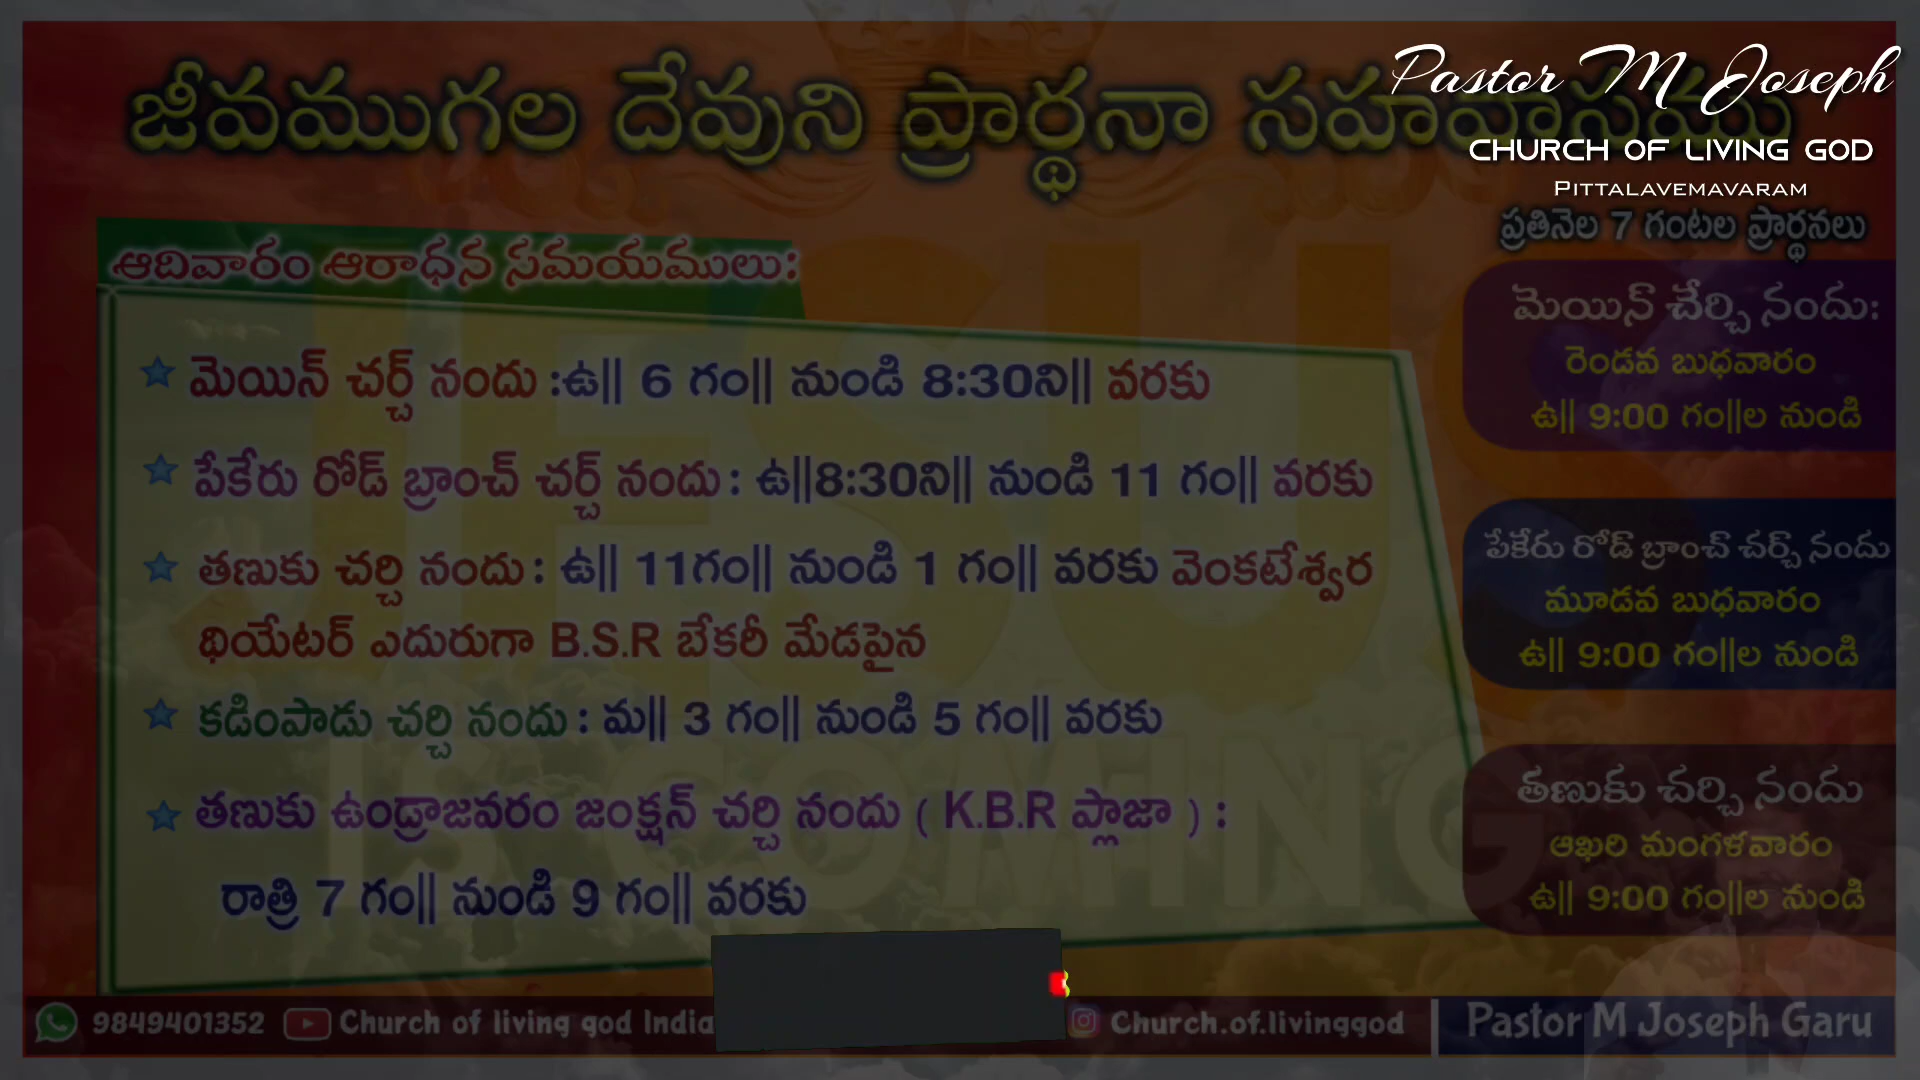 Pastor M Joseph
CHURCH OF LIVING GOD
PITTALAVEMAVARAM
జీవముగల దేవుని ప్రార్థనా సహవాసము
ఆదివారం ఆరాధన సమయములు:
మెయిన్ చర్చ్ నందు :ఉ|| 6 గం|| నుండి 8:30ని|| వరకు
పేకేరు రోడ్ బ్రాంచ్ చర్చ్ నందు : ఉ||8:30ని|| నుండి 11 గం|| వరకు
తణుకు చర్చి నందు : ఉ|| 11గం|| నుండి 1 గం|| వరకు వెంకటేశ్వర
థియేటర్ ఎదురుగా B.S.R బేకరీ మేడపైన
కడింపాడు చర్చి నందు : మ|| 3 గం|| నుండి 5 గం|| వరకు
తణుకు ఉండ్రాజవరం జంక్షన్ చర్చి నందు ( K.B.R ప్లాజా ) :
రాత్రి 7 గం|| నుండి 9 గం|| వరకు
ప్రతినెల 7 గంటల ప్రార్థనలు
మెయిన్ చేర్చి నందు:
రెండవ బుధవారం
ఉ|| 9:00 గం||ల నుండి
పేకేరు రోడ్ బ్రాంచ్ చర్చ్ నందు
మూడవ బుధవారం
ఉ|| 9:00 గం||ల నుండి
తణుకు చర్చి నందు
ఆఖరి మంగళవారం
ఉ|| 9:00 గం||ల నుండి
JESUS
IS COMING
9849401352 Church of living god India Church.of.livinggod Pastor M Joseph Garu